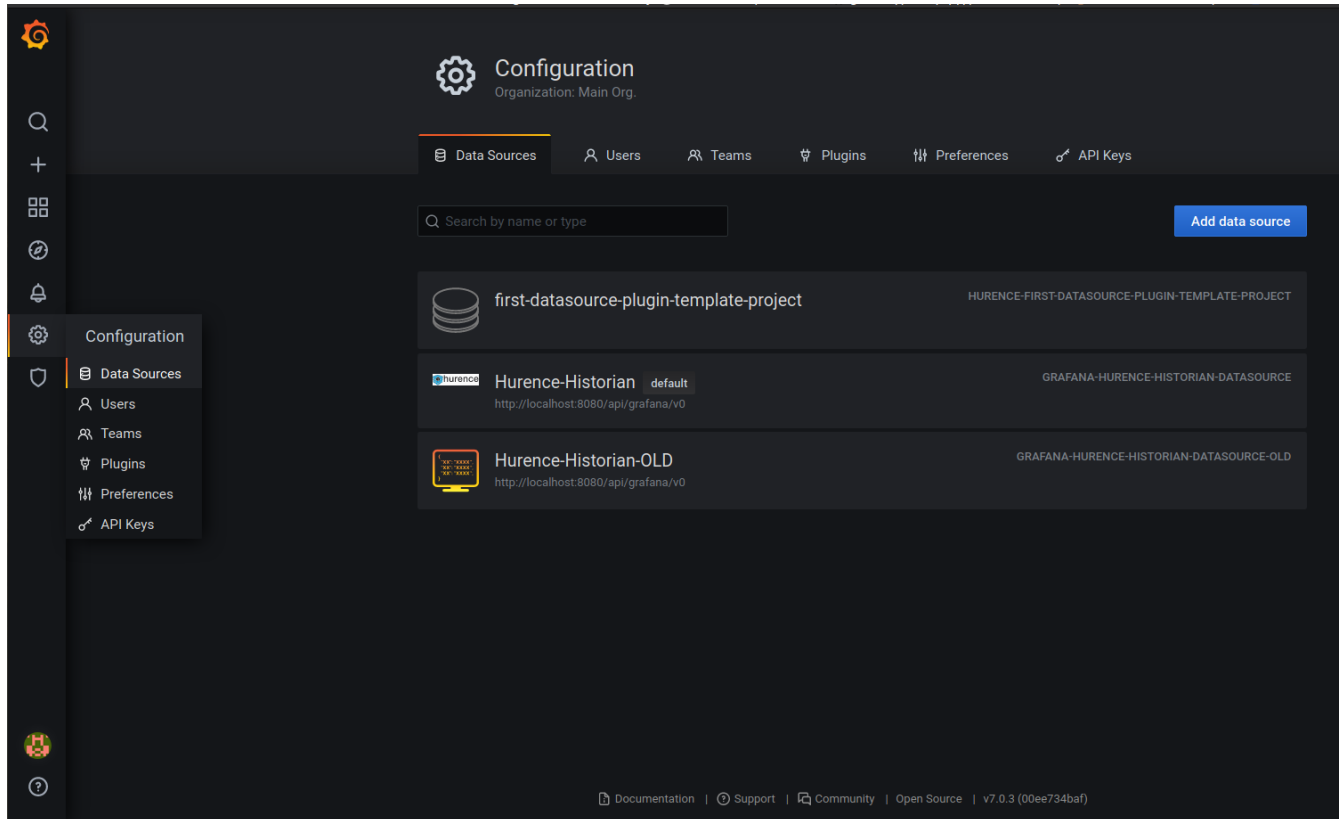 Configuration
Organization: Main Org.
Data Sources Users Teams Plugins Preferences API Keys
Search by name or type
Add data source
first-datasource-plugin-template-project
HURENCE-FIRST-DATASOURCE-PLUGIN-TEMPLATE-PROJECT
hurence
Hurence-Historian default
GRAFANA-HURENCE-HISTORIAN-DATASOURCE
http://localhost:8080/api/grafana/v0
Hurence-Historian-OLD
GRAFANA-HURENCE-HISTORIAN-DATASOURCE-OLD
http://localhost:8080/api/grafana/v0
Configuration
Data Sources
Users
Teams
Plugins
Preferences
API Keys
Documentation | Support | Community | Open Source | v7.0.3 (00ee734baf)